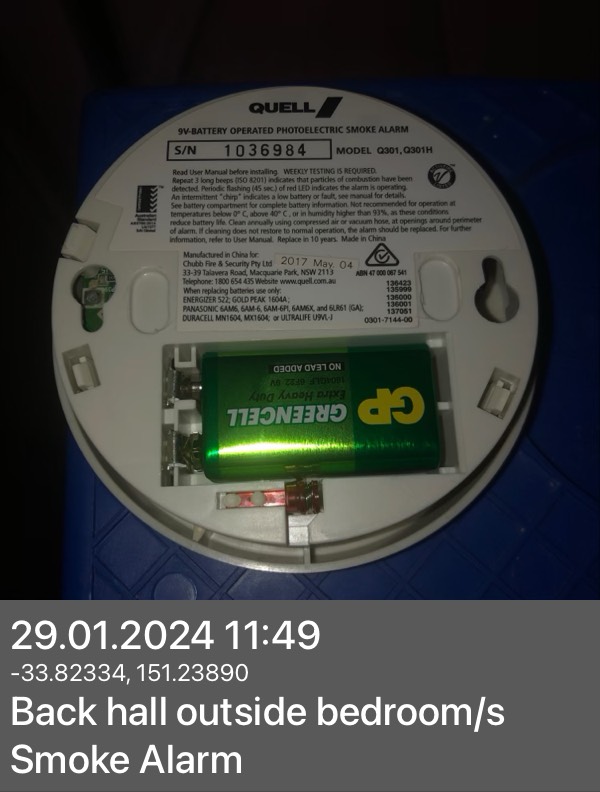 QUELL
9V-BATTERY OPERATED PHOTOELECTRIC SMOKE ALARM
S/N 1036984 MODEL Q301, Q301H
Read User Manual before installing. WEEKLY TESTING IS REQUIRED.
Repeat 3 long beeps (ISO 8201) indicates that particles of combustion have been
detected. Periodic flashing (45 sec.) of red LED indicates the alarm is operating.
An intermittent "chirp" indicates a low battery or fault, see manual for details.
See battery compartment for complete battery information. Not recommended for operation at
temperatures below 0° C, above 40° C, or in humidity higher than 93%, as these conditions,
reduce battery life. Clean annually using compressed air or vacuum hose, at openings around perimeter
of alarm. If cleaning does not restore to normal operation, the alarm should be replaced. For further
information, refer to User Manual. Replace in 10 years. Made in China
Manufactured in China for:
Chubb Fire & Security Pty Ltd 2017 May. 04
33-39 Talavera Road, Macquarie Park, NSW 2113 ABN 47 000 067 541
Telephone: 1800 654 435 Website www.quell.com.au
When replacing batteries use only:
ENERGIZER 522; GOLD PEAK 1604A;
PANASONIC 6AM6, 6AM-6, 6AM-6PI, 6AM6X, and 6LR61 (GA);
DURACELL MN1604, MX1604; or ULTRALIFE U9VL-J
136423
135999
136000
136001
137081
0301-7144-00
GP
GREENCELL
Extra Heavy Duty
9V
NO LEAD ADDED
29.01.2024 11:49
-33.82334, 151.23890
Back hall outside bedroom/s
Smoke Alarm